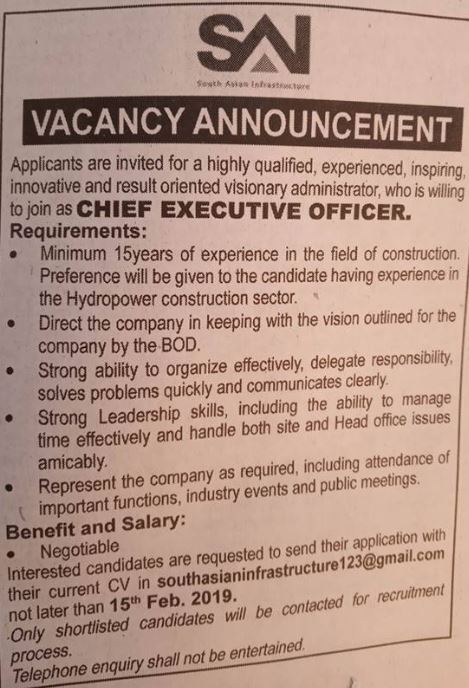 SAI
South Asian Infrastructure
VACANCY ANNOUNCEMENT
Applicants are invited for a highly qualified, experienced, inspiring,
innovative and result oriented visionary administrator, who is willing
to join as CHIEF EXECUTIVE OFFICER.
Requirements:
• Minimum 15years of experience in the field of construction.
Preference will be given to the candidate having experience in
the Hydropower construction sector.
• Direct the company in keeping with the vision outlined for the
company by the BOD.
• Strong ability to organize effectively, delegate responsibility,
solves problems quickly and communicates clearly.
• Strong Leadership skills, including the ability to manage
time effectively and handle both site and Head office issues
amicably.
• Represent the company as required, including attendance of
important functions, industry events and public meetings.
Benefit and Salary:
• Negotiable
Interested candidates are requested to send their application with
their current CV in southasianinfrastructure123@gmail.com
not later than 15th Feb. 2019.
Only shortlisted candidates will be contacted for recruitment
process.
Telephone enquiry shall not be entertained.